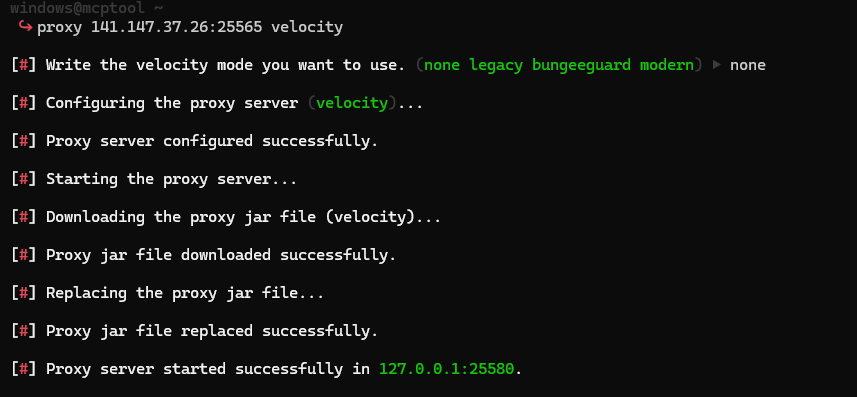 windows@mcptool ~
↪ proxy 141.147.37.26:25565 velocity
[#] Write the velocity mode you want to use. (none legacy bungeeguard modern) ► none
[#] Configuring the proxy server (velocity)...
[#] Proxy server configured successfully.
[#] Starting the proxy server...
[#] Downloading the proxy jar file (velocity)...
[#] Proxy jar file downloaded successfully.
[#] Replacing the proxy jar file...
[#] Proxy jar file replaced successfully.
[#] Proxy server started successfully in 127.0.0.1:25580.